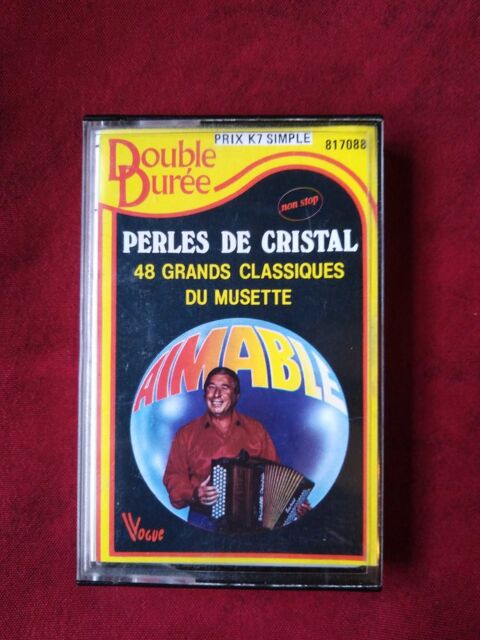 PRIX K7 SIMPLE
817088
Double
Durée
non stop
PERLES DE CRISTAL
48 GRANDS CLASSIQUES
DU MUSETTE
AIMABLE
Vogue